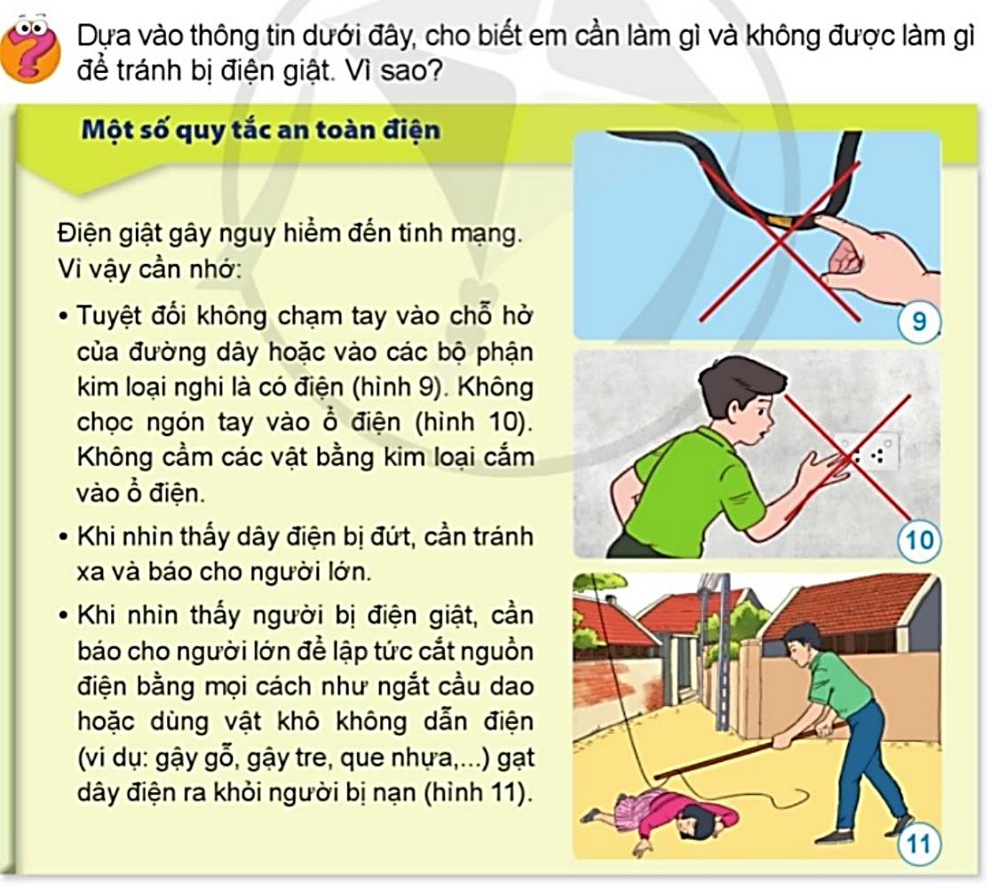 Dựa vào thông tin dưới đây, cho biết em cần làm gì và không được làm gì
để tránh bị điện giật. Vì sao?
Một số quy tắc an toàn điện
Điện giật gây nguy hiểm đến tính mạng.
Vì vậy cần nhớ:
• Tuyệt đối không chạm tay vào chỗ hở
của đường dây hoặc vào các bộ phận
kim loại nghi là có điện (hình 9). Không
chọc ngón tay vào ổ điện (hình 10).
Không cầm các vật bằng kim loại cắm
vào ổ điện.
• Khi nhìn thấy dây điện bị đứt, cần tránh
xa và báo cho người lớn.
• Khi nhìn thấy người bị điện giật, cần
báo cho người lớn để lập tức cắt nguồn
điện bằng mọi cách như ngắt cầu dao
hoặc dùng vật khô không dẫn điện
(ví dụ: gậy gỗ, gậy tre, que nhựa,...) gạt
dây điện ra khỏi người bị nạn (hình 11).
9
10
11